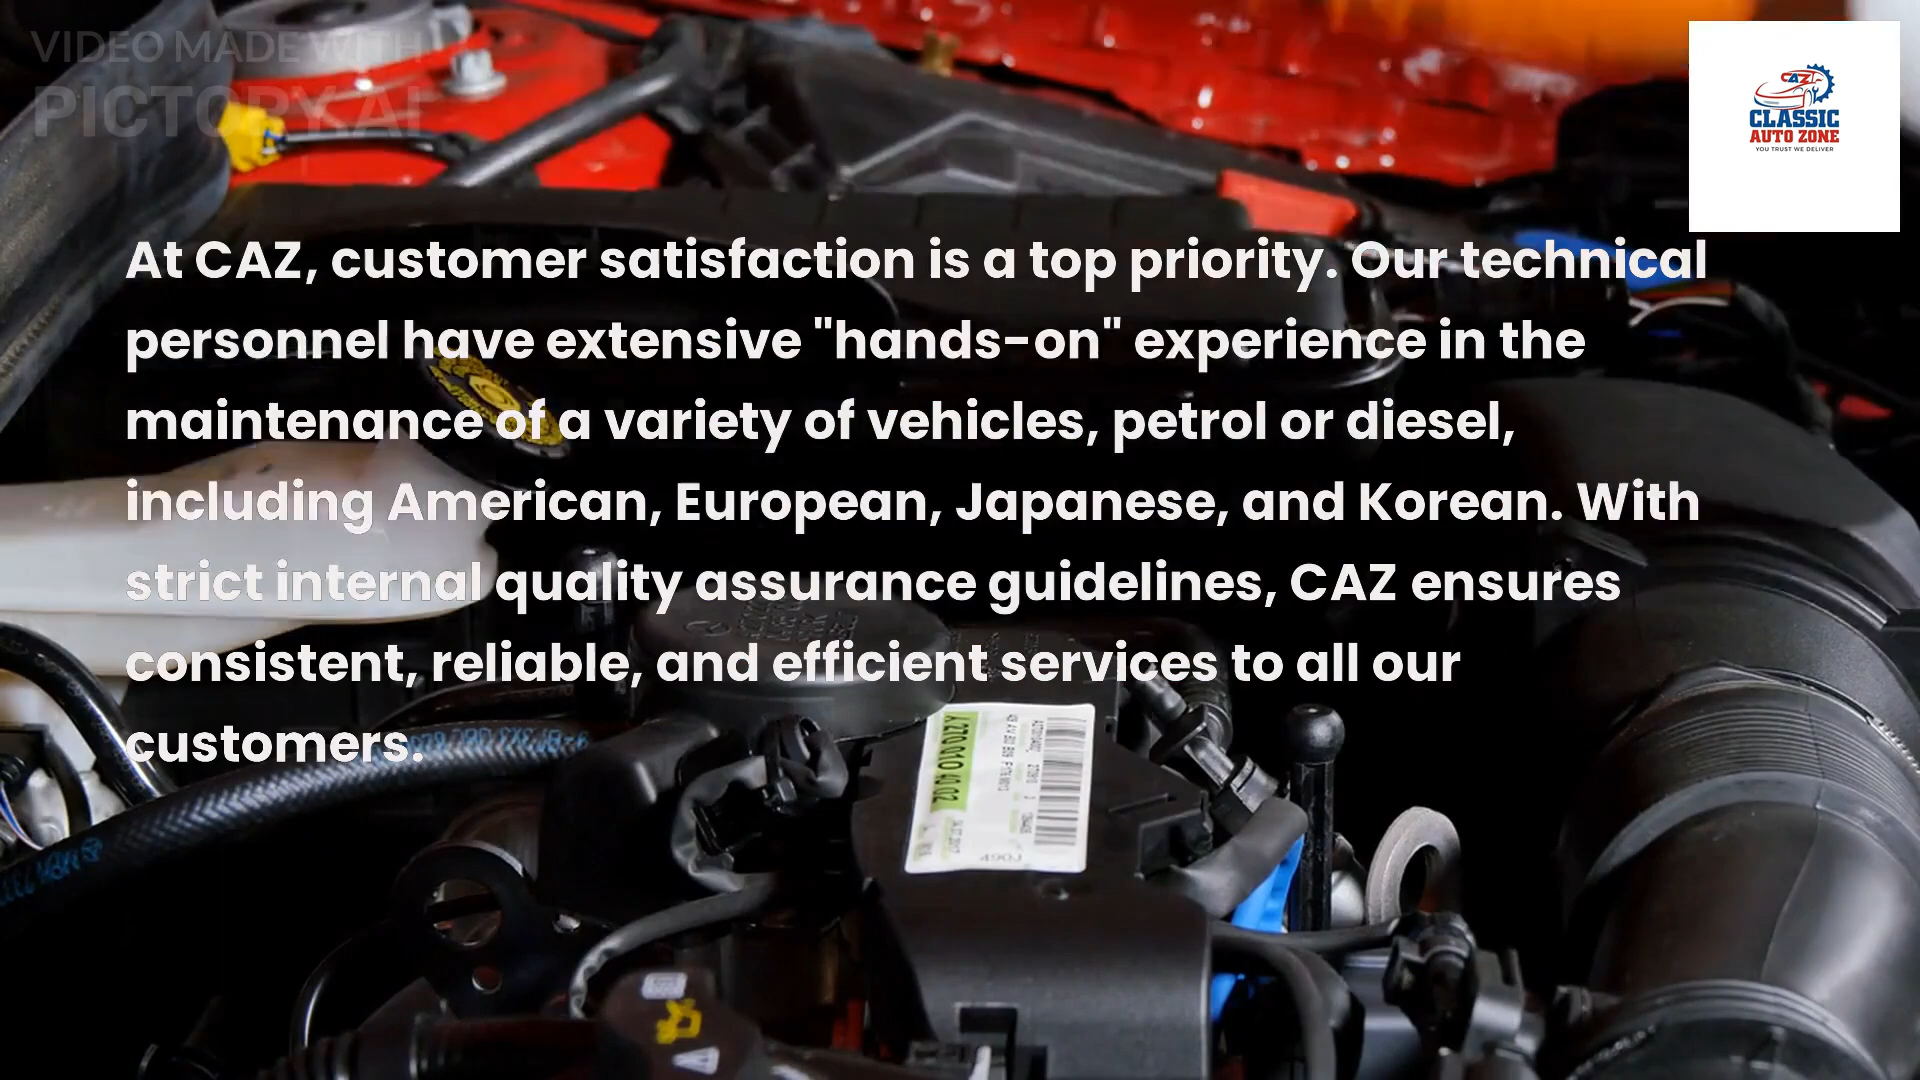 VIDEO MADE WITH
PICTORY.AI
CAZ
CLASSIC
AUTO ZONE
YOU TRUST WE DELIVER
At CAZ, customer satisfaction is a top priority. Our technical
personnel have extensive "hands-on" experience in the
maintenance of a variety of vehicles, petrol or diesel,
including American, European, Japanese, and Korean. With
strict internal quality assurance guidelines, CAZ ensures
consistent, reliable, and efficient services to all our
customers.
490J